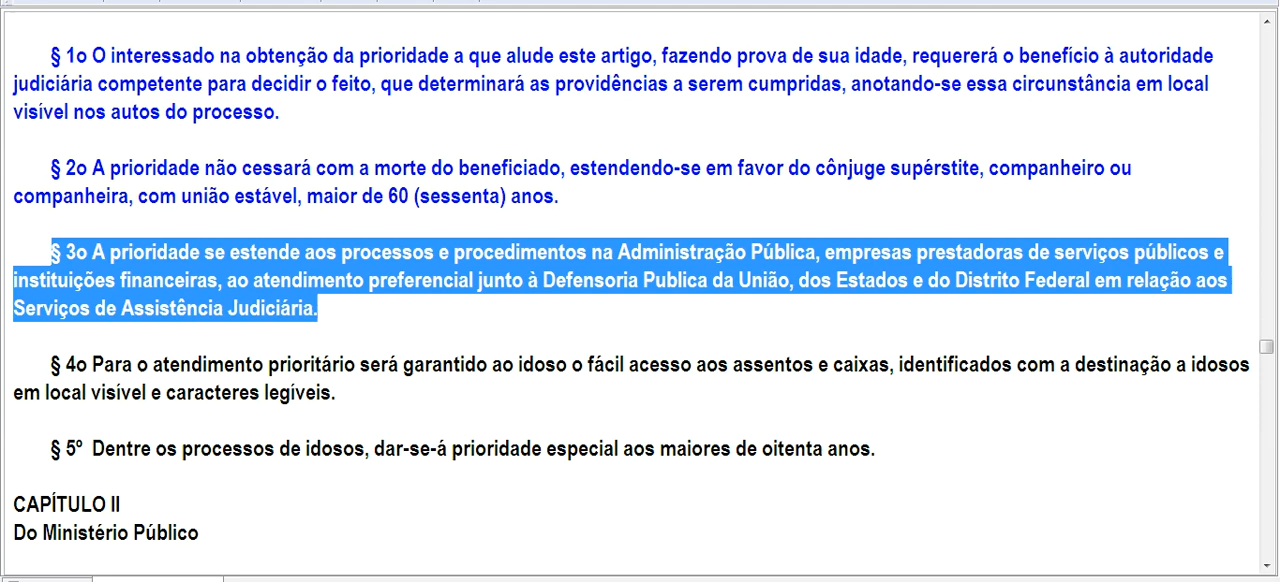 § 1o O interessado na obtenção da prioridade a que alude este artigo, fazendo prova de sua idade, requererá o benefício à autoridade
judiciária competente para decidir o feito, que determinará as providências a serem cumpridas, anotando-se essa circunstância em local
visível nos autos do processo.
§ 2o A prioridade não cessará com a morte do beneficiado, estendendo-se em favor do cônjuge supérstite, companheiro ou
companheira, com união estável, maior de 60 (sessenta) anos.
§ 3o A prioridade se estende aos processos e procedimentos na Administração Pública, empresas prestadoras de serviços públicos e
instituições financeiras, ao atendimento preferencial junto à Defensoria Publica da União, dos Estados e do Distrito Federal em relação aos
Serviços de Assistência Judiciária.
§ 4o Para o atendimento prioritário será garantido ao idoso o fácil acesso aos assentos e caixas, identificados com a destinação a idosos
em local visível e caracteres legíveis.
§ 5º Dentre os processos de idosos, dar-se-á prioridade especial aos maiores de oitenta anos.
CAPÍTULO II
Do Ministério Público